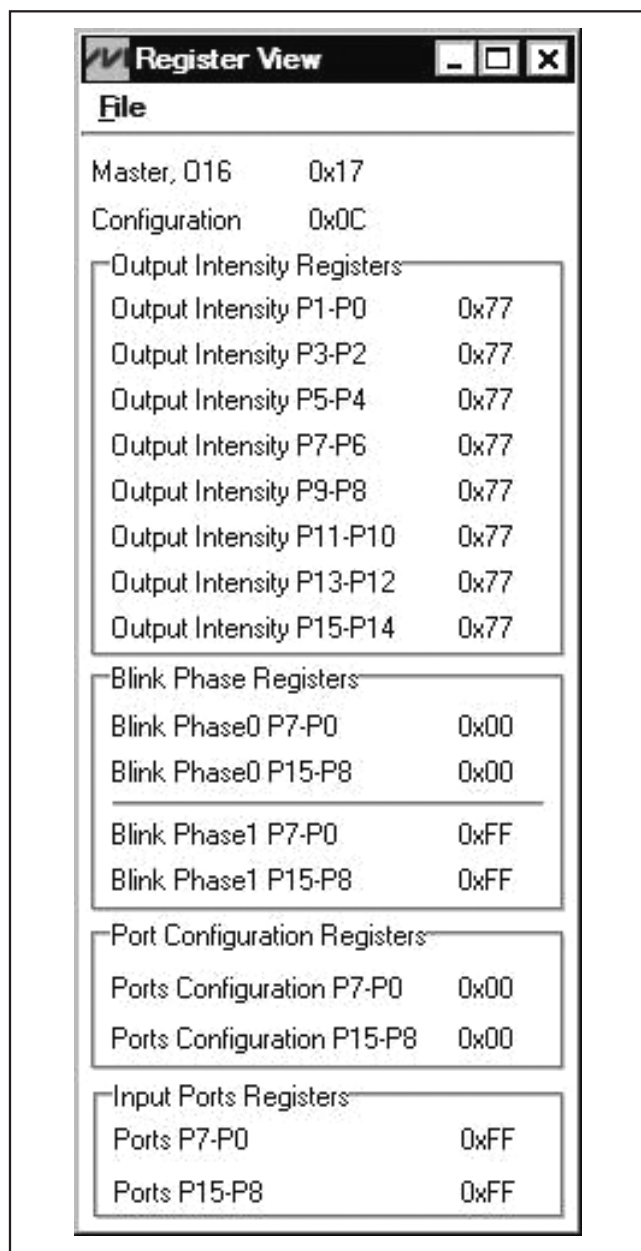 Register View
File
Master, O16 0x17
Configuration 0x0C
Output Intensity Registers
Output Intensity P1-P0 0x77
Output Intensity P3-P2 0x77
Output Intensity P5-P4 0x77
Output Intensity P7-P6 0x77
Output Intensity P9-P8 0x77
Output Intensity P11-P10 0x77
Output Intensity P13-P12 0x77
Output Intensity P15-P14 0x77
Blink Phase Registers
Blink Phase0 P7-P0 0x00
Blink Phase0 P15-P8 0x00
Blink Phase1 P7-P0 0xFF
Blink Phase1 P15-P8 0xFF
Port Configuration Registers
Ports Configuration P7-P0 0x00
Ports Configuration P15-P8 0x00
Input Ports Registers
Ports P7-P0 0xFF
Ports P15-P8 0xFF